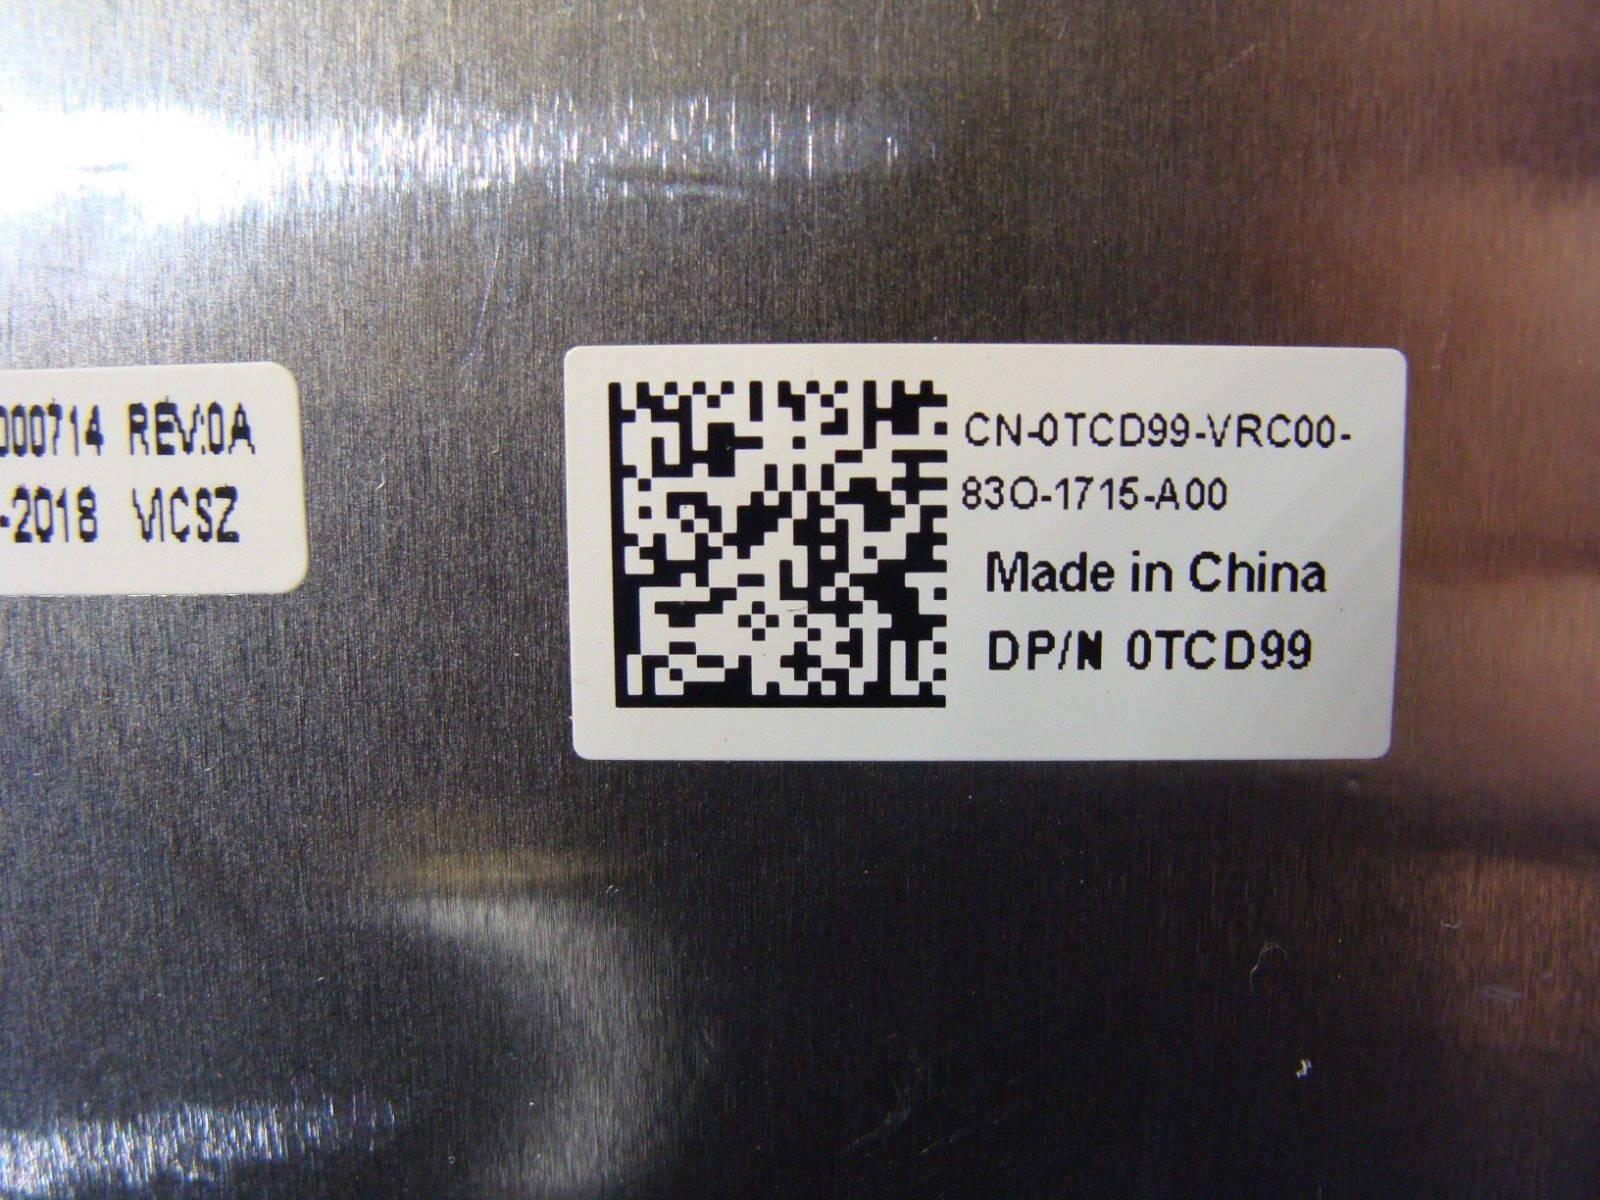 000714 REV:0A
-2018 VICSZ
CN-0TCD99-VRC00-
83O-1715-A00
Made in China
DP/N 0TCD99